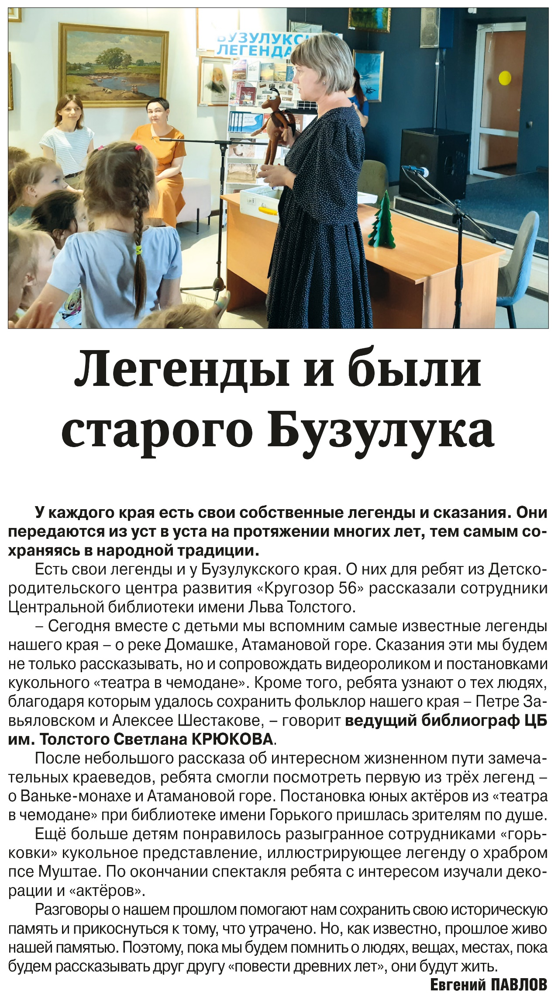 БУЗУЛУКСК
ЛЕГЕНДА
Легенды и были
старого Бузулука
У каждого края есть свои собственные легенды и сказания. Они
передаются из уст в уста на протяжении многих лет, тем самым со-
храняясь в народной традиции.
Есть свои легенды и у Бузулукского края. О них для ребят из Детско-
родительского центра развития «Кругозор 56» рассказали сотрудники
Центральной библиотеки имени Льва Толстого.
– Сегодня вместе с детьми мы вспомним самые известные легенды
нашего края – о реке Домашке, Атамановой горе. Сказания эти мы будем
не только рассказывать, но и сопровождать видеороликом и постановками
кукольного «театра в чемодане». Кроме того, ребята узнают о тех людях,
благодаря которым удалось сохранить фольклор нашего края – Петре За-
вьяловском и Алексее Шестакове, – говорит ведущий библиограф ЦБ
им. Толстого Светлана КРЮКОВА.
После небольшого рассказа об интересном жизненном пути замеча-
тельных краеведов, ребята смогли посмотреть первую из трёх легенд –
о Ваньке-монахе и Атамановой горе. Постановка юных актёров из «театра
в чемодане» при библиотеке имени Горького пришлась зрителям по душе.
Ещё больше детям понравилось разыгранное сотрудниками «горь-
ковки» кукольное представление, иллюстрирующее легенду о храбром
псе Муштае. По окончании спектакля ребята с интересом изучали деко-
рации и «актёров».
Разговоры о нашем прошлом помогают нам сохранить свою историческую
память и прикоснуться к тому, что утрачено. Но, как известно, прошлое живо
нашей памятью. Поэтому, пока мы будем помнить о людях, вещах, местах, пока
будем рассказывать друг другу «повести древних лет», они будут жить.
Евгений ПАВЛОВ